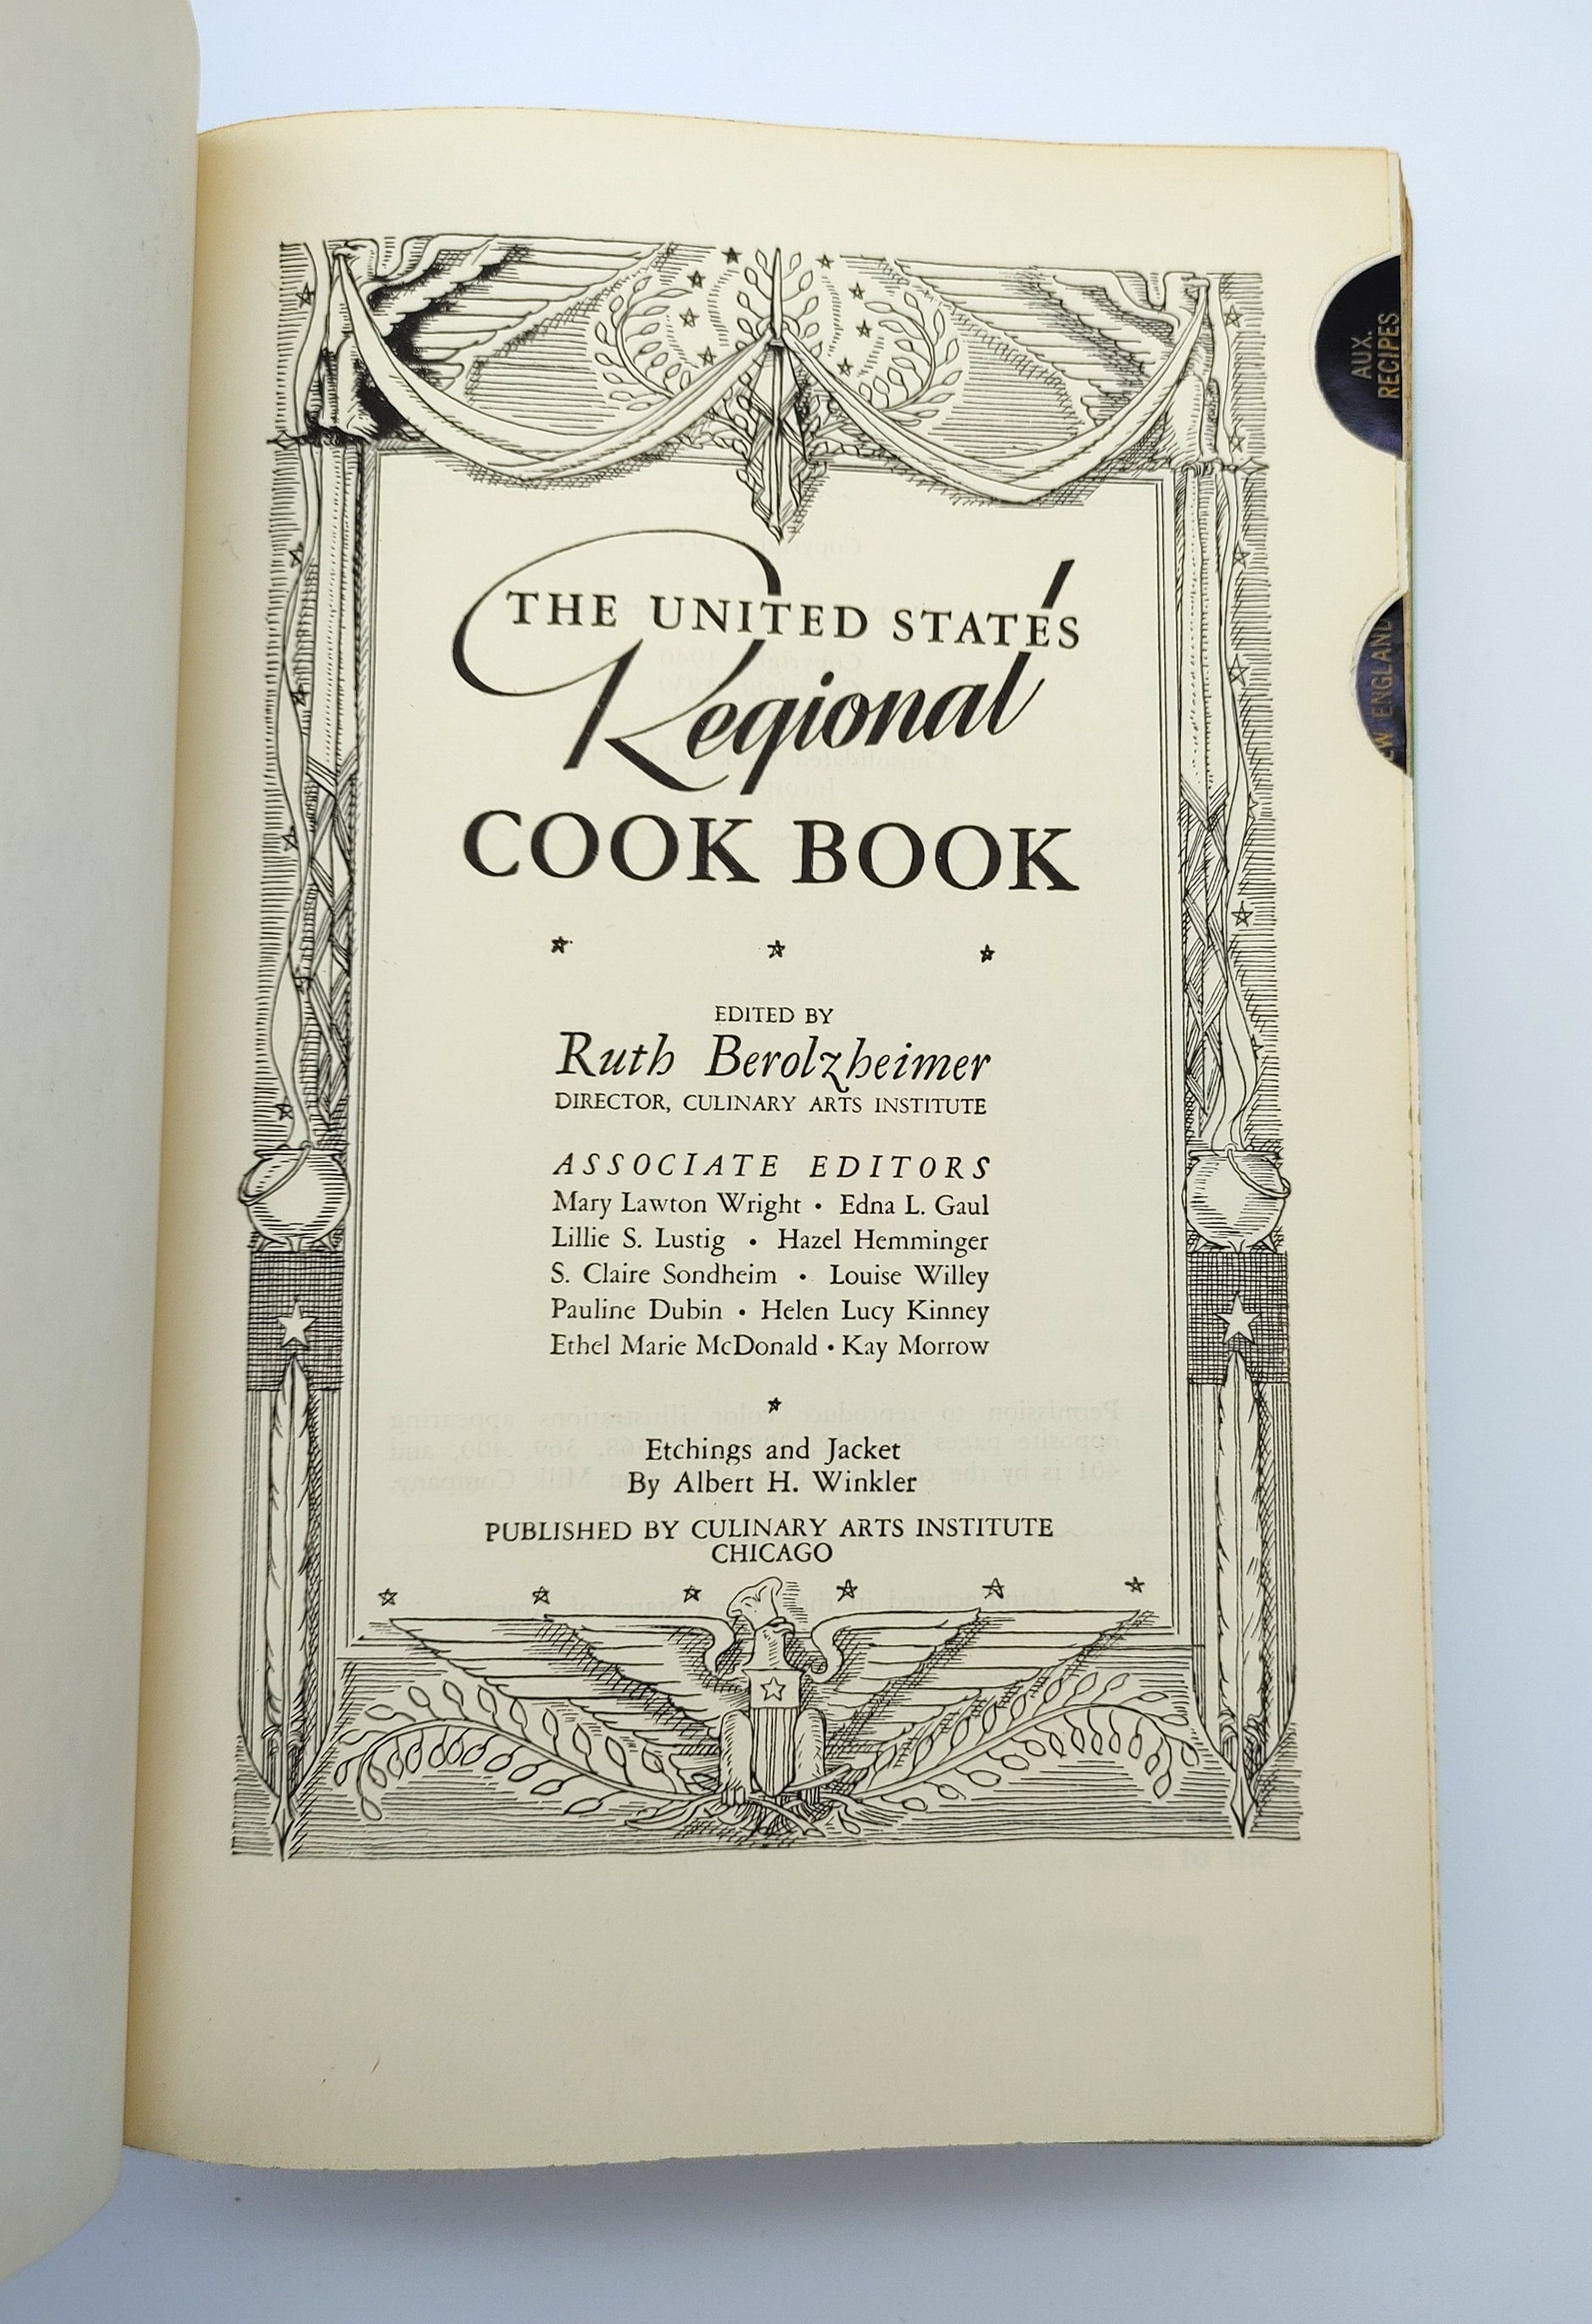 THE UNITED STATES
Regional
COOK BOOK
EDITED BY
Ruth Berolzheimer
DIRECTOR, CULINARY ARTS INSTITUTE
ASSOCIATE EDITORS
Mary Lawton Wright • Edna L. Gaul
Lillie S. Lustig • Hazel Hemminger
S. Claire Sondheim • Louise Willey
Pauline Dubin • Helen Lucy Kinney
Ethel Marie McDonald • Kay Morrow
Etchings and Jacket
By Albert H. Winkler
PUBLISHED BY CULINARY ARTS INSTITUTE
CHICAGO
AUX.
RECIPES
ENGLAND